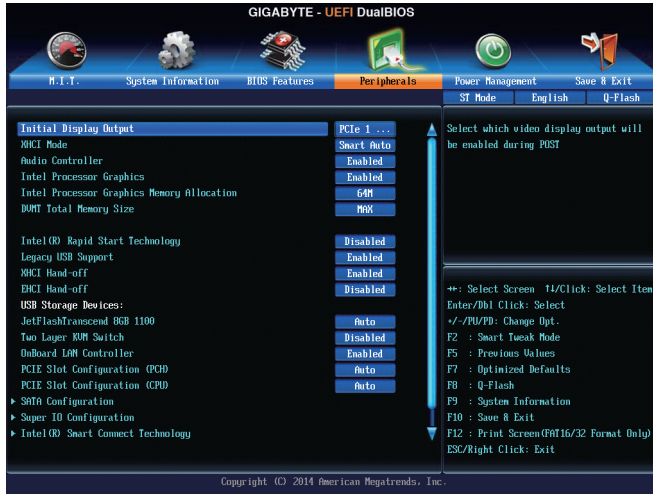 GIGABYTE - UEFI DualBIOS
M.I.T. System Information BIOS Features Peripherals Power Management Save & Exit
ST Mode English Q-Flash
Initial Display Output PCIe 1 ...
XHCI Mode Smart Auto
Audio Controller Enabled
Intel Processor Graphics Enabled
Intel Processor Graphics Memory Allocation 64M
DVMT Total Memory Size MAX
Intel(R) Rapid Start Technology Disabled
Legacy USB Support Enabled
XHCI Hand-off Enabled
EHCI Hand-off Disabled
USB Storage Devices:
JetFlashTranscend 8GB 1100 Auto
Two Layer KVM Switch Disabled
OnBoard LAN Controller Enabled
PCIE Slot Configuration (PCH) Auto
PCIE Slot Configuration (CPU) Auto
SATA Configuration
Super IO Configuration
Intel(R) Smart Connect Technology
Select which video display output will
be enabled during POST
↔: Select Screen ↑↓/Click: Select Item
Enter/Dbl Click: Select
+/-/PU/PD: Change Opt.
F2 : Smart Tweak Mode
F5 : Previous Values
F7 : Optimized Defaults
F8 : Q-Flash
F9 : System Information
F10 : Save & Exit
F12 : Print Screen(FAT16/32 Format Only)
ESC/Right Click: Exit
Copyright (C) 2014 American Megatrends, Inc.